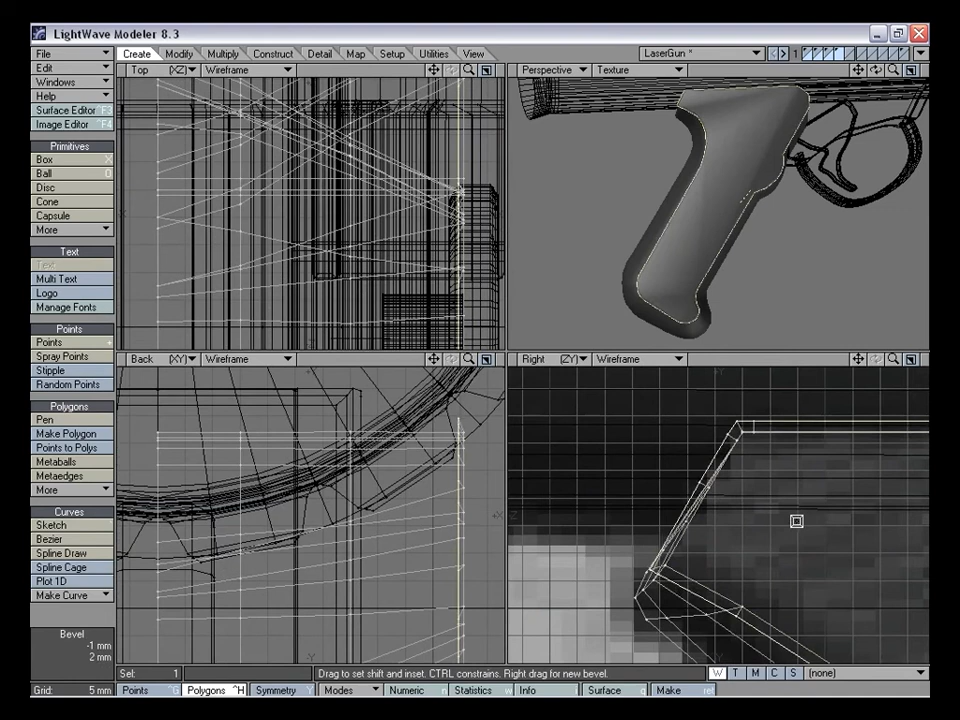 LightWave Modeler 8.3
File Create Modify Multiply Construct Detail Map Setup Utilities View LaserGun * 1
Edit Top (XZ) Wireframe Perspective Texture
Windows
Help
Surface Editor F3
Image Editor ^F4
Primitives
Box X
Ball O
Disc
Cone
Capsule
More
Text
Text
Multi Text
Logo
Manage Fonts
Points
Points +
Spray Points Back (XY) Wireframe Right (ZY) Wireframe
Stipple
Random Points
Polygons
Pen
Make Polygon
Points to Polys
Metaballs
Metaedges
More
Curves
Sketch
Bezier
Spline Draw
Spline Cage
Plot 1D
Make Curve
Bevel
-1 mm
2 mm
Sel: 1 Drag to set shift and inset. CTRL constrains. Right drag for new bevel. W T M C S (none)
Grid: 5 mm Points ^G Polygons ^H Symmetry Y Modes Numeric n Statistics w Info i Surface q Make ret